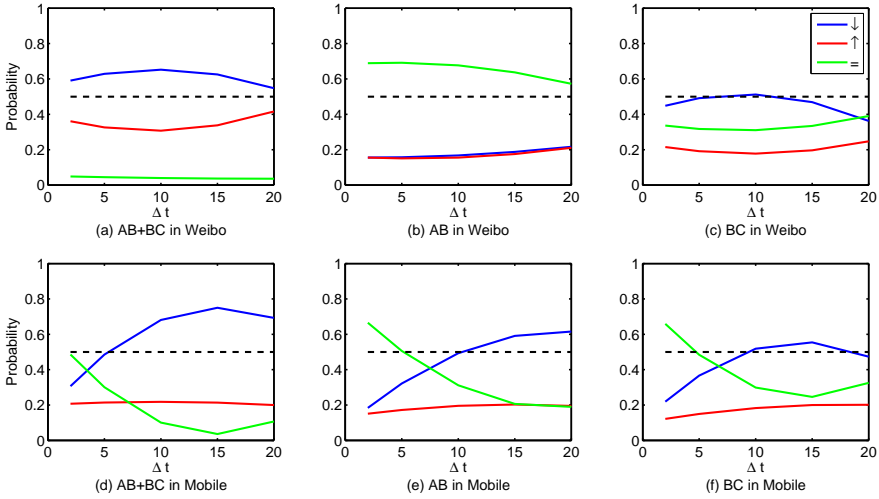 1
0.8
0.6
0.4
0.2
0
Probability
0 5 10 15 20
Δ t
(a) AB+BC in Weibo
1
0.8
0.6
0.4
0.2
0
0 5 10 15 20
Δ t
(b) AB in Weibo
1
0.8
0.6
0.4
0.2
0
0 5 10 15 20
Δ t
(c) BC in Weibo
↓
↑
=
1
0.8
0.6
0.4
0.2
0
Probability
0 5 10 15 20
Δ t
(d) AB+BC in Mobile
1
0.8
0.6
0.4
0.2
0
0 5 10 15 20
Δ t
(e) AB in Mobile
1
0.8
0.6
0.4
0.2
0
0 5 10 15 20
Δ t
(f) BC in Mobile